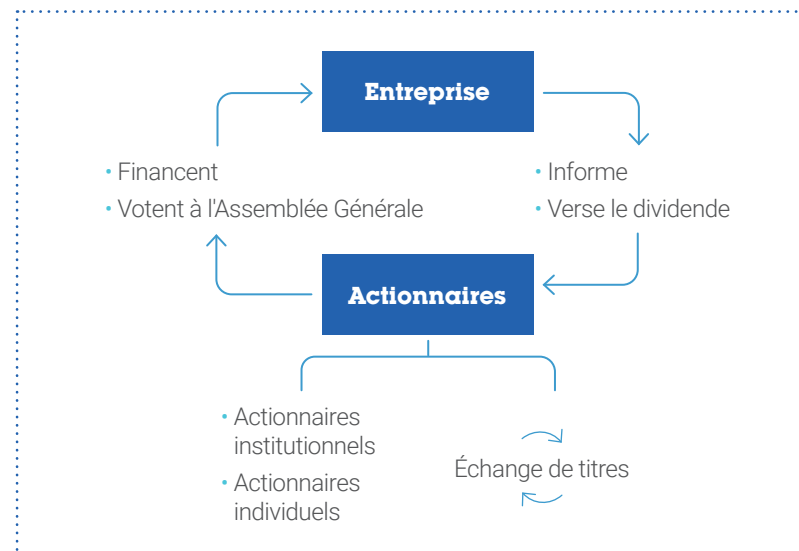 Entreprise
• Financent
• Votent à l'Assemblée Générale
• Informe
• Verse le dividende
Actionnaires
• Actionnaires
institutionnels
• Actionnaires
individuels
Échange de titres